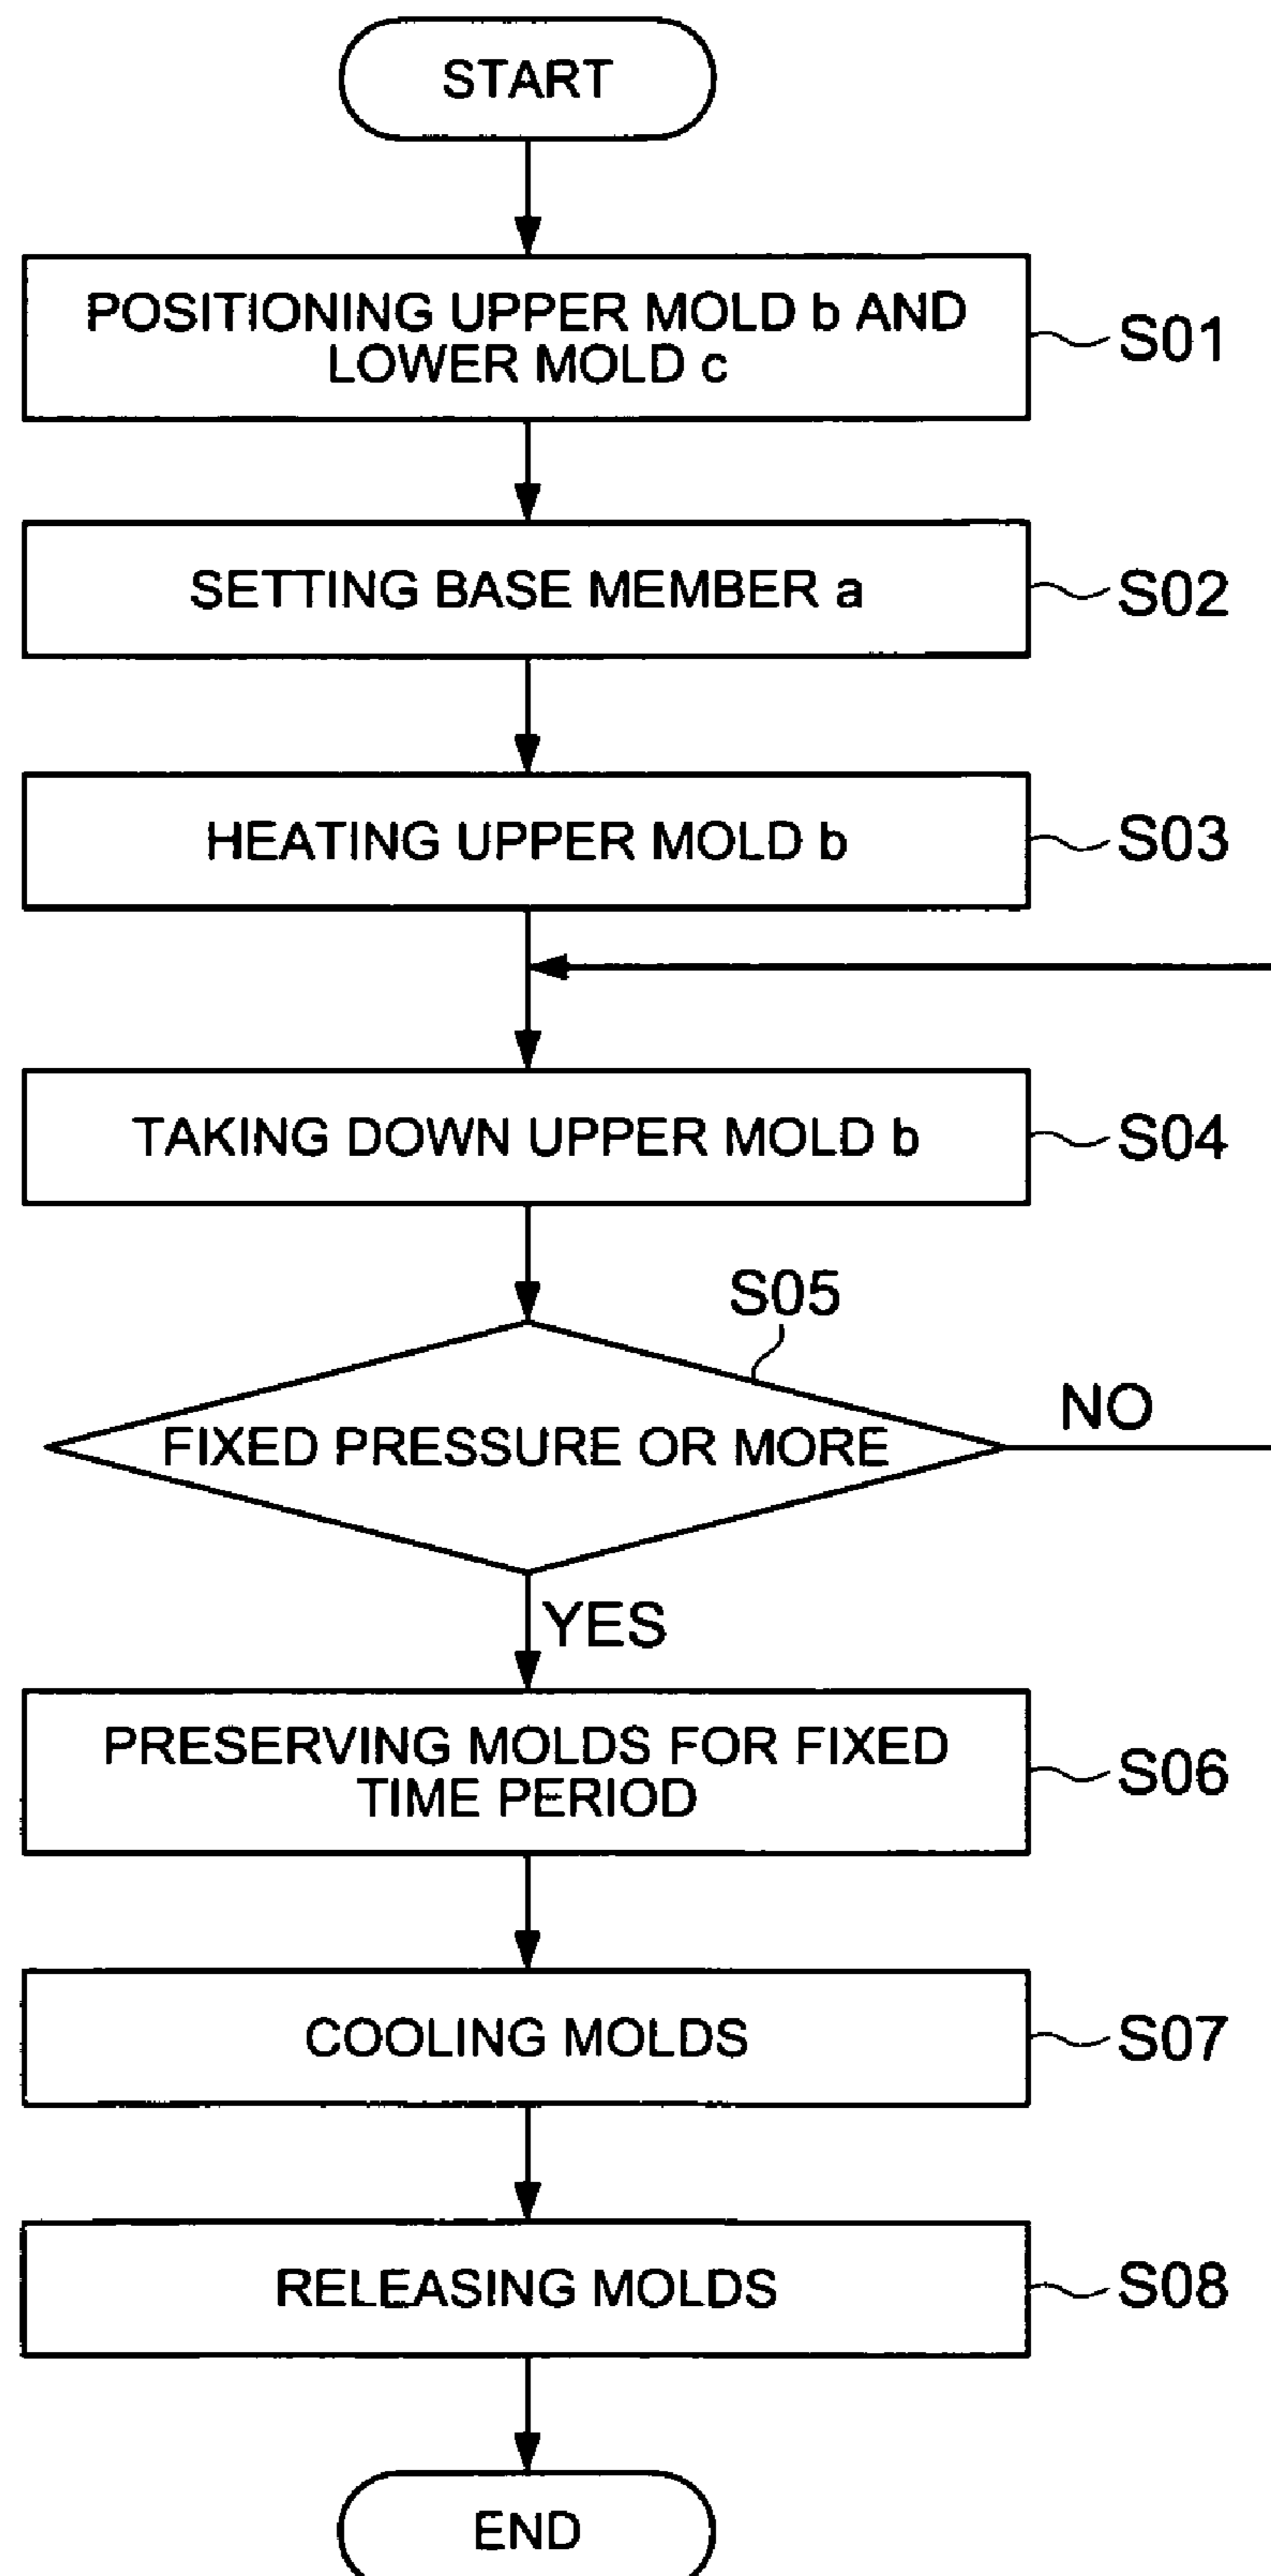 START
POSITIONING UPPER MOLD b AND
LOWER MOLD c
S01
SETTING BASE MEMBER a
S02
HEATING UPPER MOLD b
S03
TAKING DOWN UPPER MOLD b
S04
S05
FIXED PRESSURE OR MORE
NO
YES
PRESERVING MOLDS FOR FIXED
TIME PERIOD
S06
COOLING MOLDS
S07
RELEASING MOLDS
S08
END